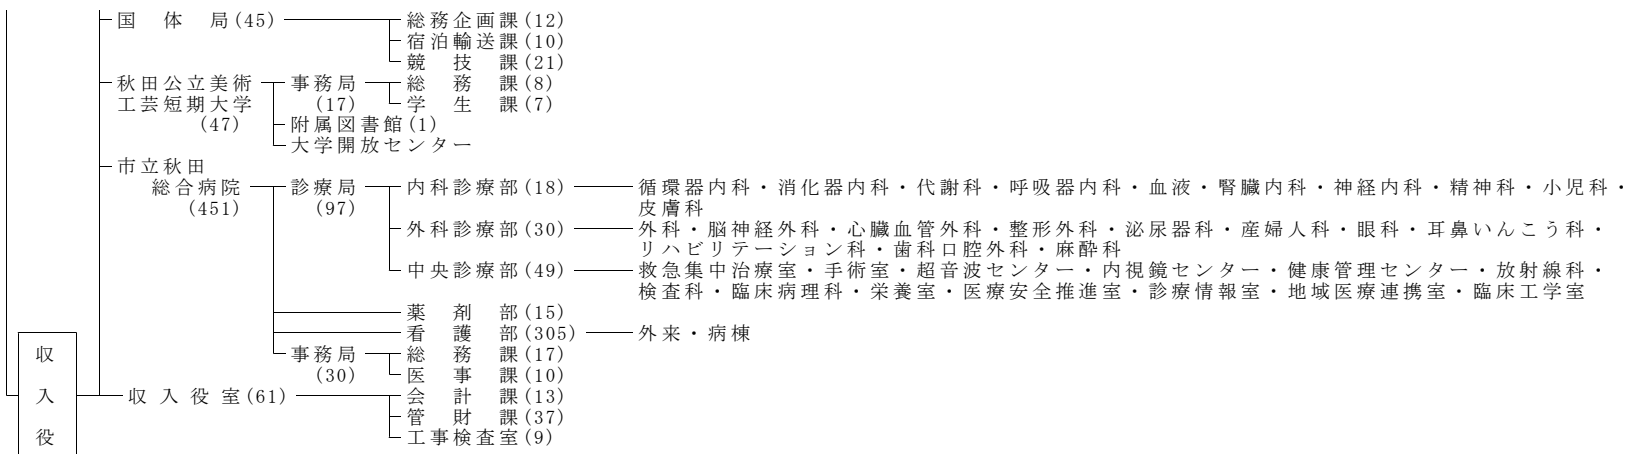 国体局(45) 総務企画課(12)
宿泊輸送課(10)
競技課(21)
秋田公立美術 事務局 総務課(8)
工芸短期大学 (17) 学生課(7)
(47) 附属図書館(1)
大学開放センター
市立秋田
総合病院 診療局 内科診療部(18) 循環器内科・消化器内科・代謝科・呼吸器内科・血液・腎臓内科・神経内科・精神科・小児科・
(451) (97) 皮膚科
外科診療部(30) 外科・脳神経外科・心臓血管外科・整形外科・泌尿器科・産婦人科・眼科・耳鼻いんこう科・
リハビリテーション科・歯科口腔外科・麻酔科
中央診療部(49) 救急集中治療室・手術室・超音波センター・内視鏡センター・健康管理センター・放射線科・
検査科・臨床病理科・栄養室・医療安全推進室・診療情報室・地域医療連携室・臨床工学室
薬剤部(15)
看護部(305) 外来・病棟
事務局 総務課(17)
(30) 医事課(10)
収入役 収入役室(61) 会計課(13)
管財課(37)
工事検査室(9)